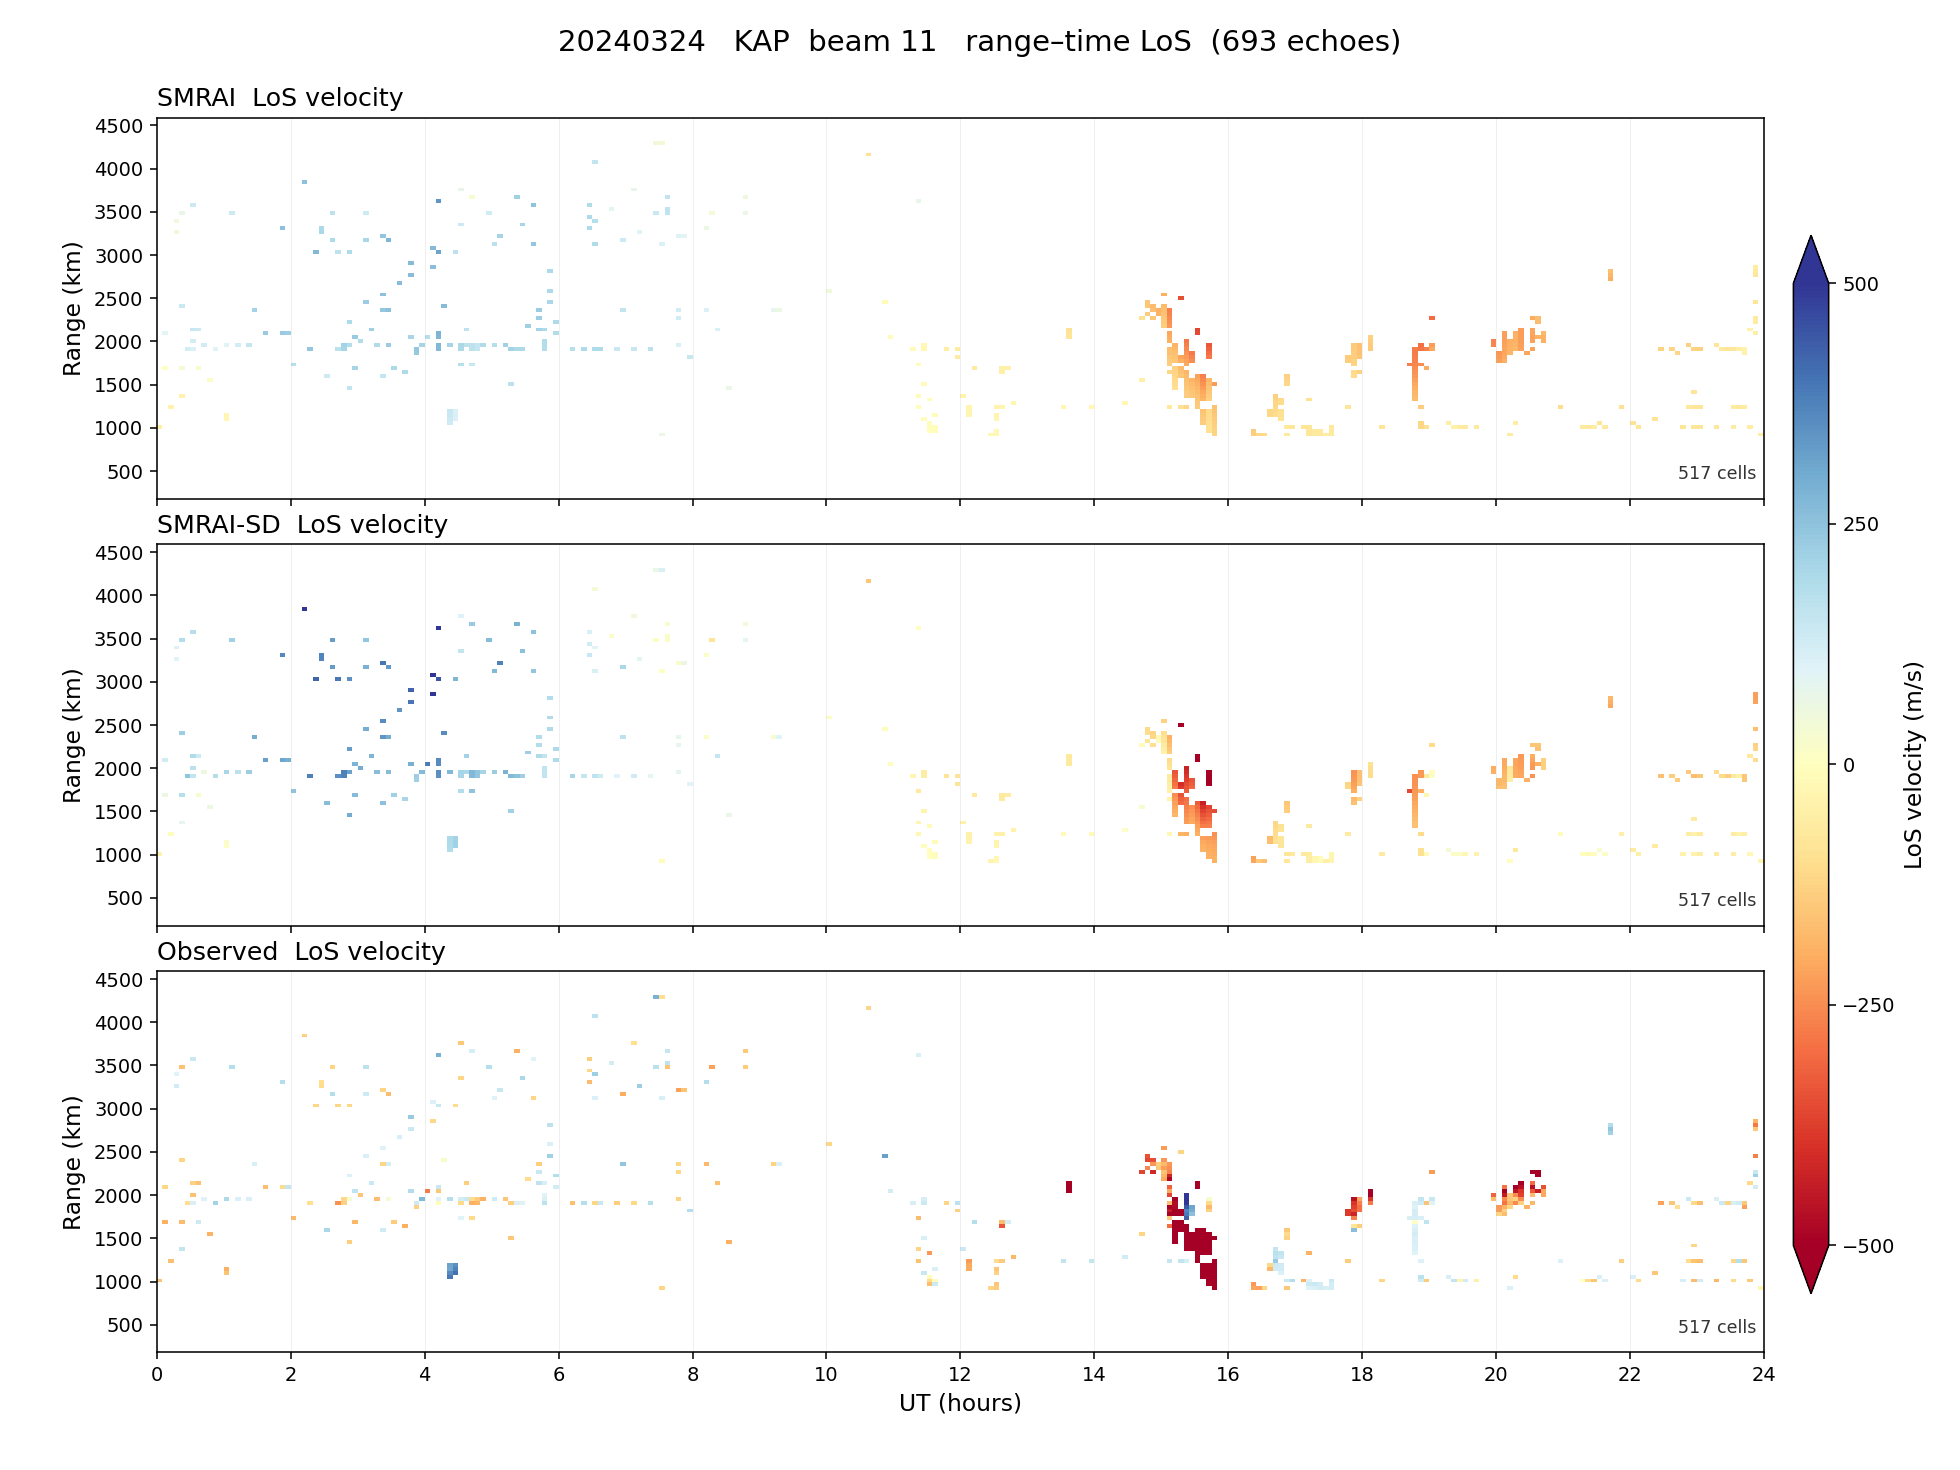 20240324   KAP  beam 11   range–time LoS  (693 echoes)
SMRAI  LoS velocity
4500
4000
3500
3000
2500
2000
1500
1000
500
Range (km)
517 cells
SMRAI-SD  LoS velocity
4500
4000
3500
3000
2500
2000
1500
1000
500
Range (km)
517 cells
Observed  LoS velocity
4500
4000
3500
3000
2500
2000
1500
1000
500
Range (km)
517 cells
0 2 4 6 8 10 12 14 16 18 20 22 24
UT (hours)
500
250
0
−250
−500
LoS velocity (m/s)